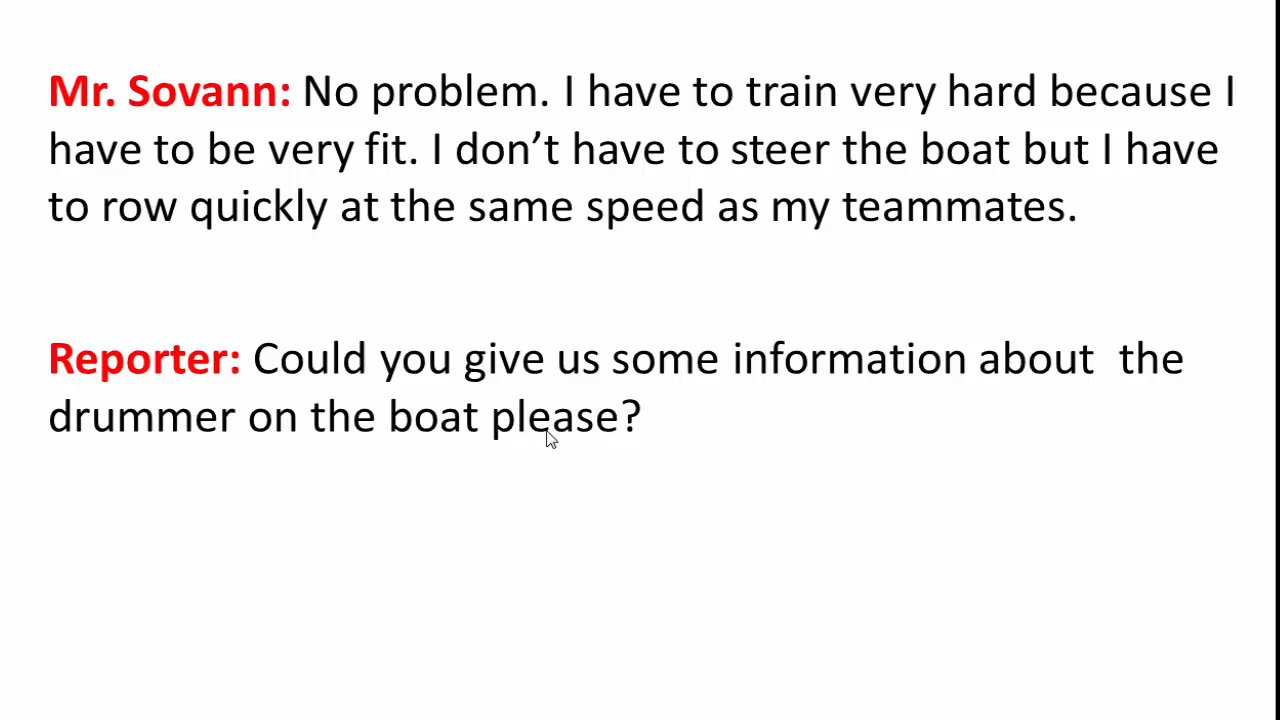 Mr. Sovann: No problem. I have to train very hard because I
have to be very fit. I don’t have to steer the boat but I have
to row quickly at the same speed as my teammates.
Reporter: Could you give us some information about  the
drummer on the boat please?